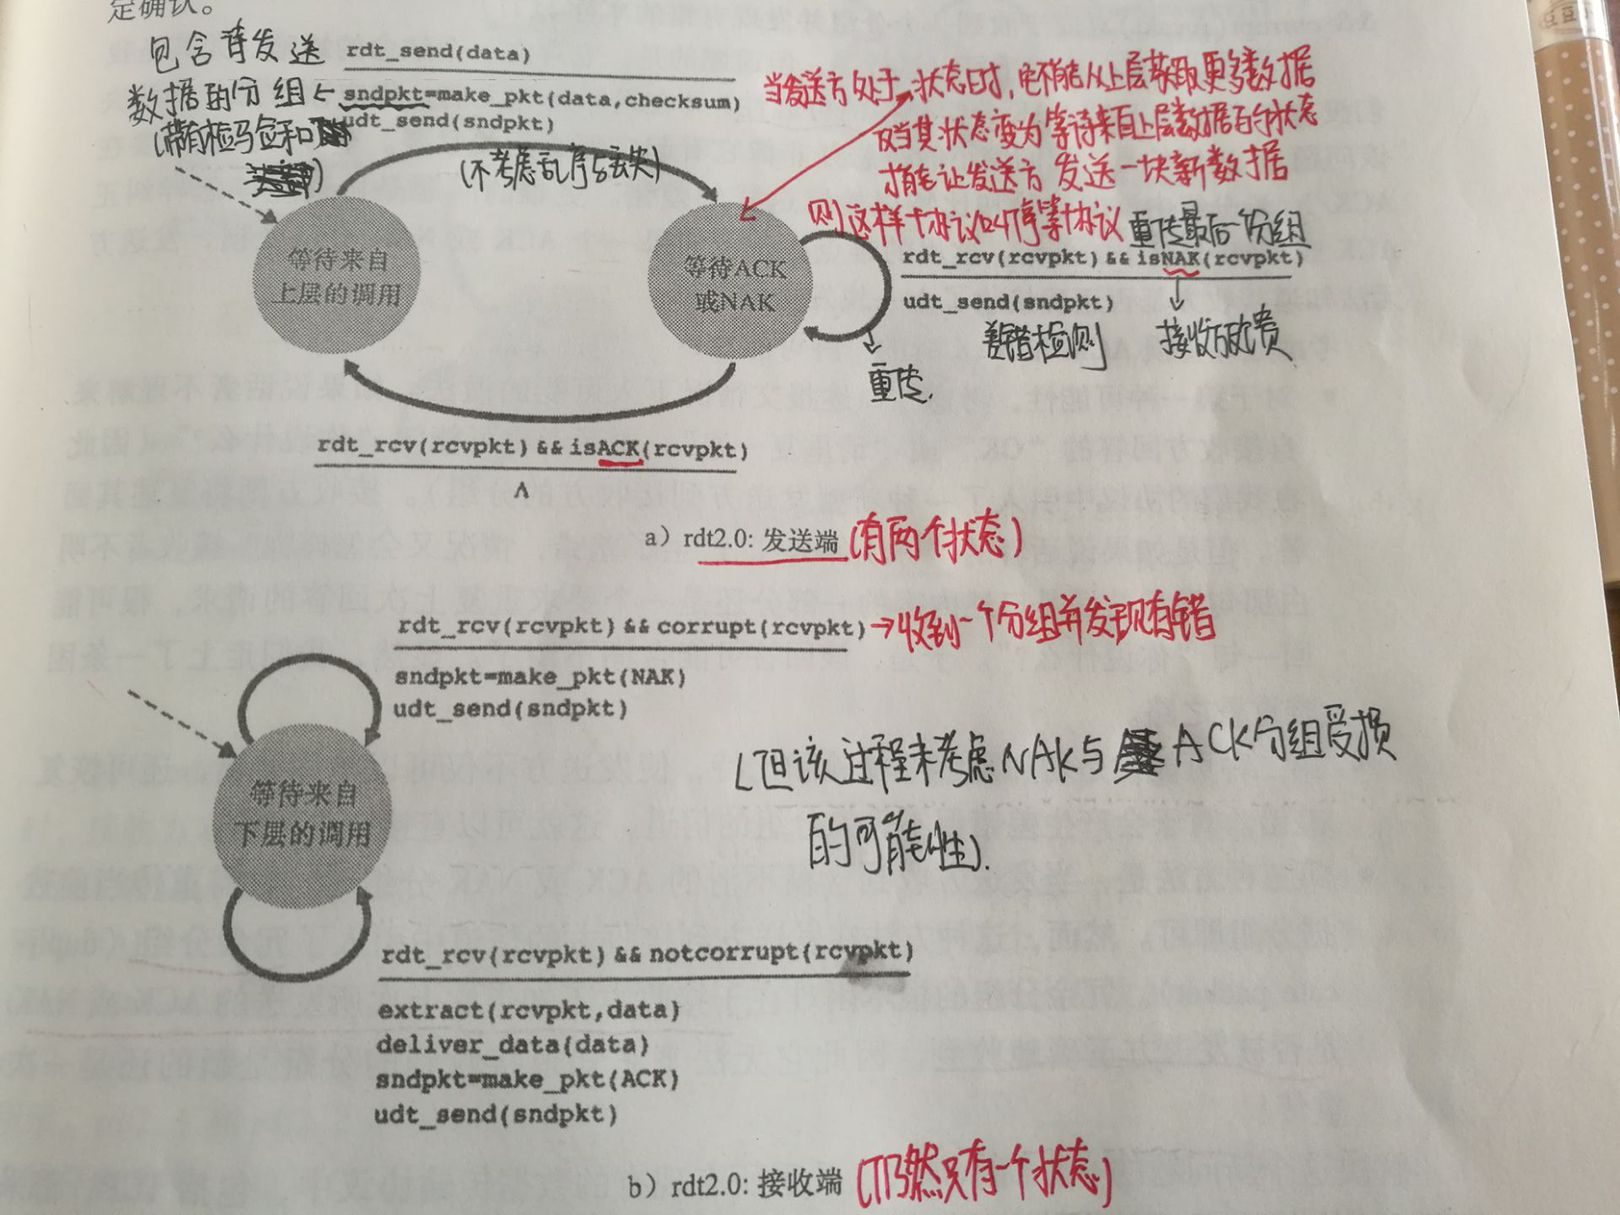 定确认。
包含待发送
数据的分组←
(带有检验和
)
rdt_send(data)
sndpkt=make_pkt(data,checksum)
udt_send(sndpkt)
(不考虑乱序与丢失)
当发送方处于 状态时,它不能从上层获取更多数据
仅当其状态变为等待来自上层数据的状态
才能让发送方 发送一块新数据
则这样协议叫停等协议
重传最后一份组
等待来自
上层的调用
等待ACK
或NAK
rdt_rcv(rcvpkt) && isNAK(rcvpkt)
udt_send(sndpkt)
差错检测
接收反馈
重传.
rdt_rcv(rcvpkt) && isACK(rcvpkt)
Λ
a) rdt2.0: 发送端 (有两个状态)
rdt_rcv(rcvpkt) && corrupt(rcvpkt) →收到一个分组并发现有错
sndpkt=make_pkt(NAK)
udt_send(sndpkt)
等待来自
下层的调用
(但该过程未考虑NAK与 ACK分组受损
的可能性).
rdt_rcv(rcvpkt) && notcorrupt(rcvpkt)
extract(rcvpkt,data)
deliver_data(data)
sndpkt=make_pkt(ACK)
udt_send(sndpkt)
b) rdt2.0: 接收端 (仍然只有一个状态)